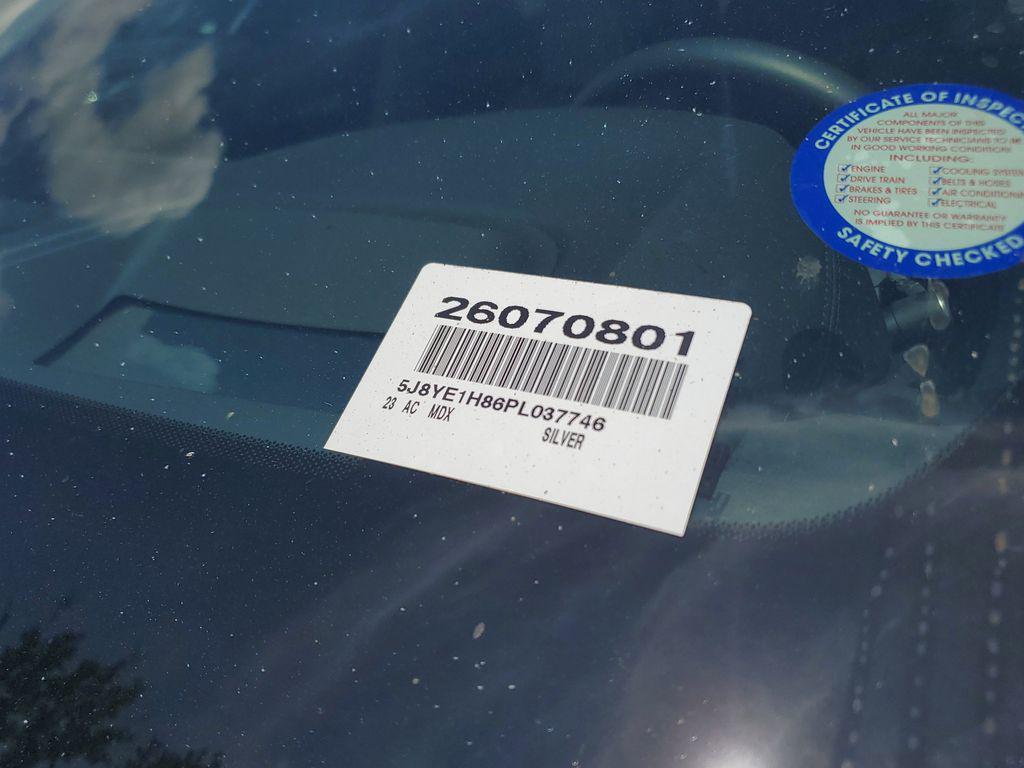 26070801
5J8YE1H86PL037746
23 AC MDX
SILVER
CERTIFICATE OF INSPEC
ALL MAJOR
COMPONENTS OF THIS
VEHICLE HAVE BEEN INSPECTED
BY OUR SERVICE TECHNICIANS TO BE
IN GOOD WORKING CONDITION
INCLUDING:
ENGINE
DRIVE TRAIN
BRAKES & TIRES
STEERING
COOLING SYSTEM
BELTS & HOSES
AIR CONDITIONING
ELECTRICAL
NO GUARANTEE OR WARRANTY
IS IMPLIED BY THIS CERTIFICATE
SAFETY CHECKED